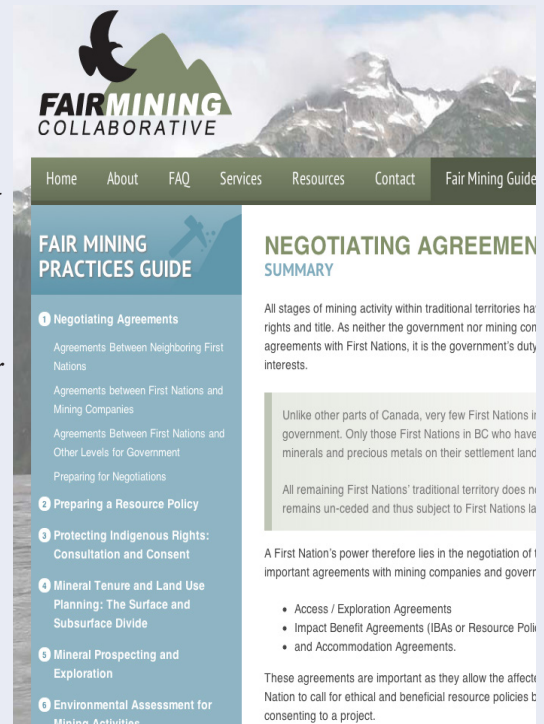 FAIRMINING
COLLABORATIVE
Home About FAQ Services Resources Contact Fair Mining Guide
FAIR MINING
PRACTICES GUIDE
1 Negotiating Agreements
Agreements Between Neighboring First
Nations
Agreements between First Nations and
Mining Companies
Agreements Between First Nations and
Other Levels for Government
Preparing for Negotiations
2 Preparing a Resource Policy
3 Protecting Indigenous Rights:
Consultation and Consent
4 Mineral Tenure and Land Use
Planning: The Surface and
Subsurface Divide
5 Mineral Prospecting and
Exploration
6 Environmental Assessment for
Mining Activities
NEGOTIATING AGREEMEN
SUMMARY
All stages of mining activity within traditional territories ha
rights and title. As neither the government nor mining con
agreements with First Nations, it is the government's duty
interests.
Unlike other parts of Canada, very few First Nations i
government. Only those First Nations in BC who have
minerals and precious metals on their settlement land
All remaining First Nations' traditional territory does n
remains un-ceded and thus subject to First Nations la
A First Nation's power therefore lies in the negotiation of
important agreements with mining companies and govern
• Access / Exploration Agreements
• Impact Benefit Agreements (IBAs or Resource Poli
• and Accommodation Agreements.
These agreements are important as they allow the affecte
Nation to call for ethical and beneficial resource policies b
consenting to a project.